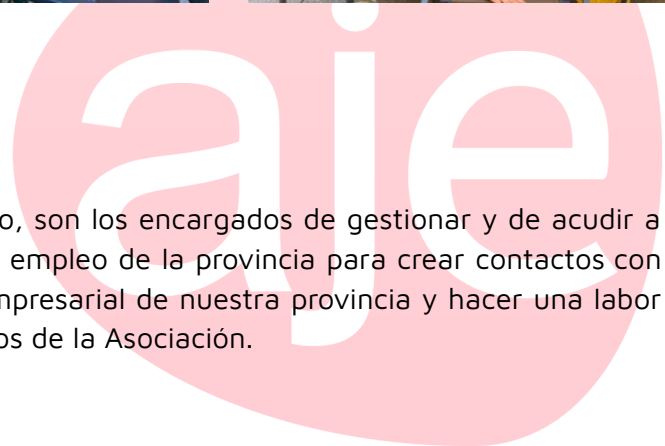 aje
o, son los encargados de gestionar y de acudir a
empleo de la provincia para crear contactos con
mpresarial de nuestra provincia y hacer una labor
os de la Asociación.